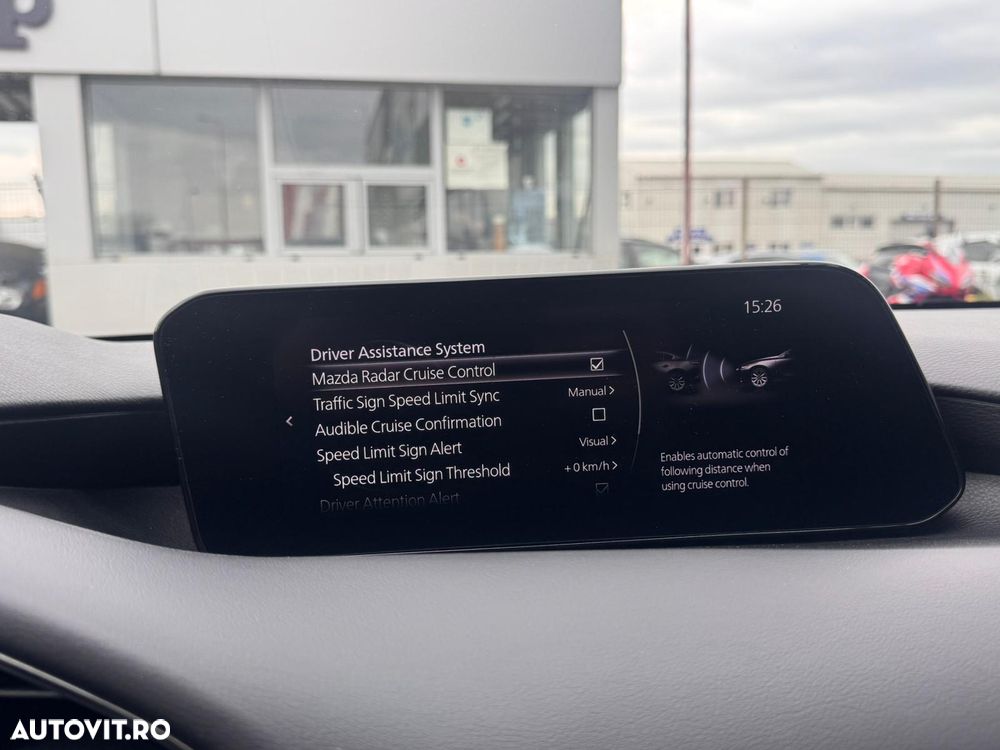 15:26
Driver Assistance System
Mazda Radar Cruise Control
Traffic Sign Speed Limit Sync Manual
Audible Cruise Confirmation
Speed Limit Sign Alert Visual
Speed Limit Sign Threshold + 0 km/h
Driver Attention Alert
Enables automatic control of
following distance when
using cruise control.
AUTOVIT.RO